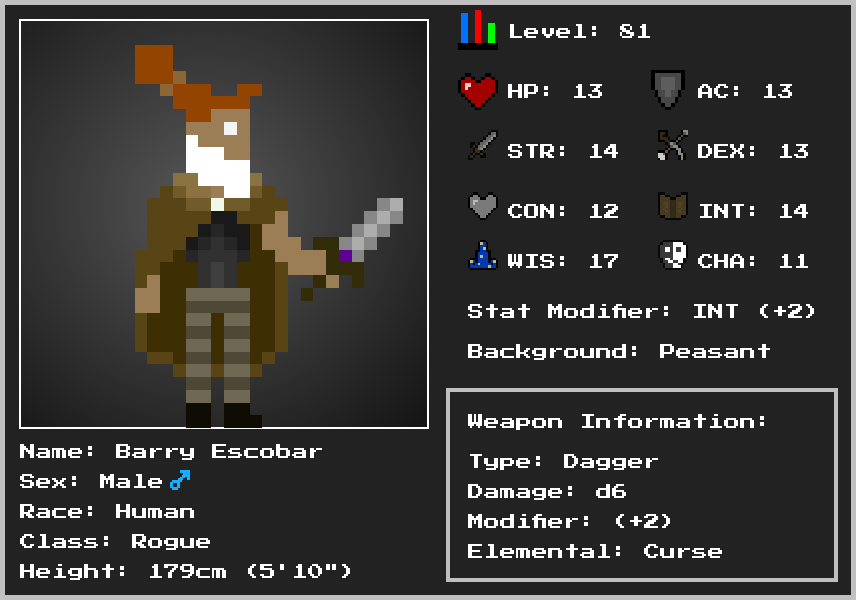 Level: 81
HP: 13
AC: 13
STR: 14
DEX: 13
CON: 12
INT: 14
WIS: 17
CHA: 11
Stat Modifier: INT (+2)
Background: Peasant
Weapon Information:
Type: Dagger
Damage: d6
Modifier: (+2)
Elemental: Curse
Name: Barry Escobar
Sex: Male ♂
Race: Human
Class: Rogue
Height: 179cm (5'10")